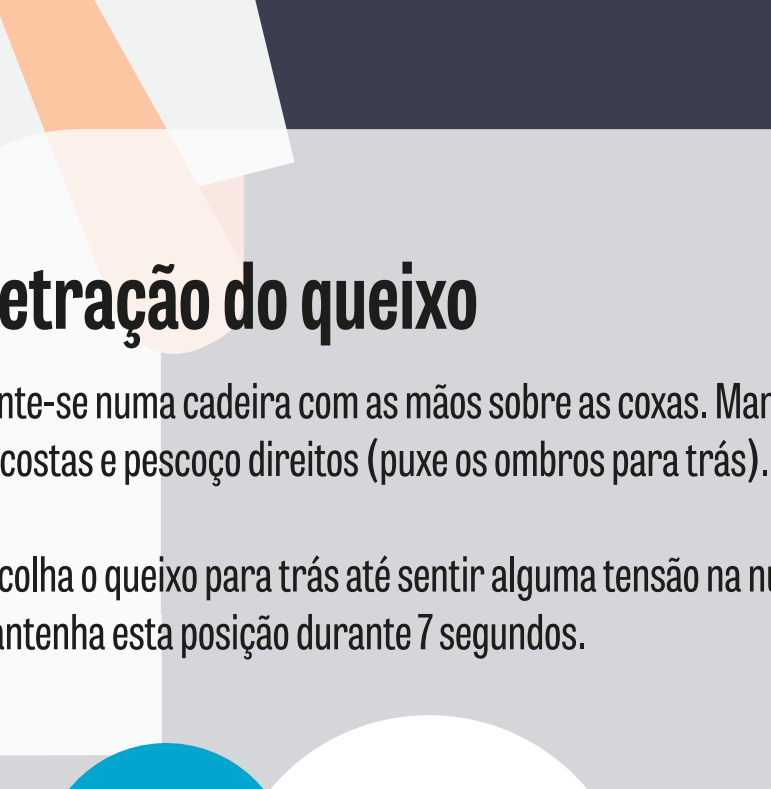 etração do queixo
nte-se numa cadeira com as mãos sobre as coxas. Man
costas e pescoço direitos (puxe os ombros para trás).
colha o queixo para trás até sentir alguma tensão na nu
antenha esta posição durante 7 segundos.